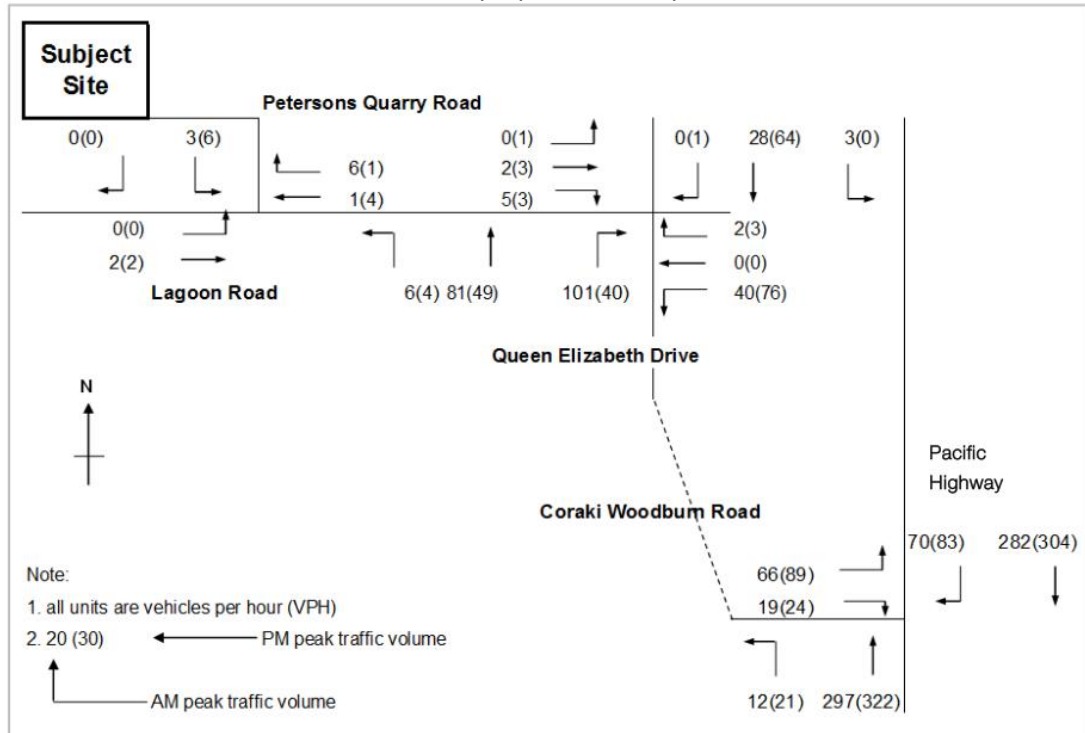 Subject
Site
Petersons Quarry Road
0(0) 3(6) 0(1) 0(1) 28(64) 3(0)
6(1) 2(3)
1(4) 5(3)
0(0) 2(3)
2(2) 0(0)
Lagoon Road 6(4) 81(49) 101(40) 40(76)
Queen Elizabeth Drive
N
Pacific
Highway
Coraki Woodburn Road
70(83) 282(304)
66(89)
19(24)
12(21) 297(322)
Note:
1. all units are vehicles per hour (VPH)
2. 20 (30) PM peak traffic volume
AM peak traffic volume